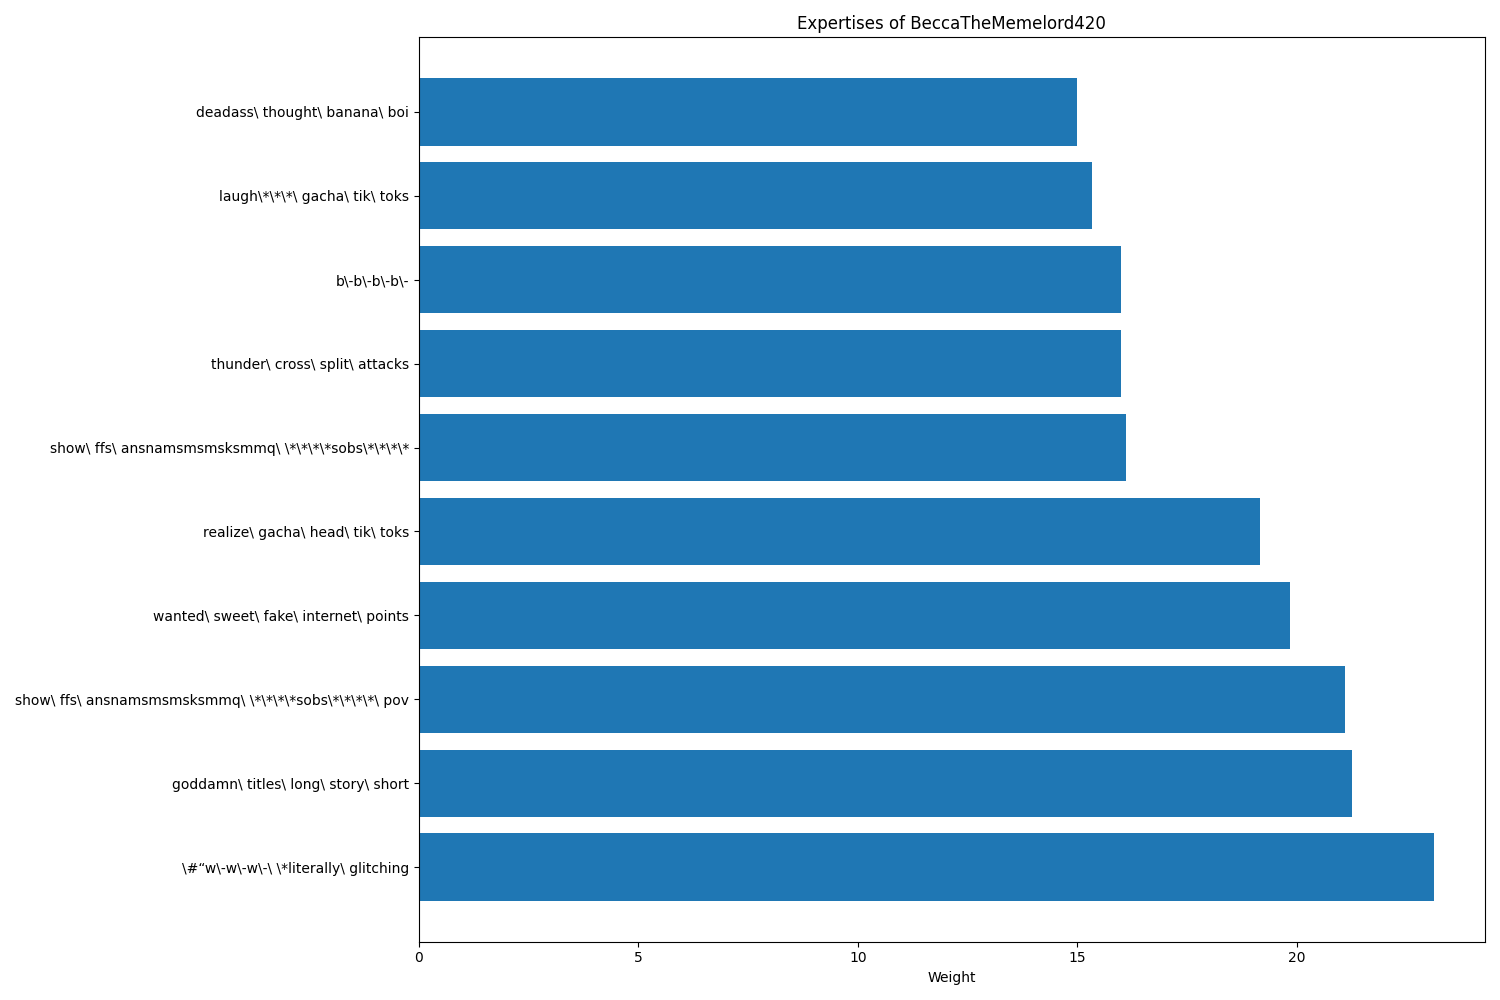 Expertises of BeccaTheMemelord420
deadass\ thought\ banana\ boi
laugh\*\*\*\ gacha\ tik\ toks
b\-b\-b\-b\-
thunder\ cross\ split\ attacks
show\ ffs\ ansnamsmsmsksmmq\ \*\*\*\*sobs\*\*\*\*
realize\ gacha\ head\ tik\ toks
wanted\ sweet\ fake\ internet\ points
show\ ffs\ ansnamsmsmsksmmq\ \*\*\*\*sobs\*\*\*\*\ pov
goddamn\ titles\ long\ story\ short
\#“w\-w\-w\-\ \*literally\ glitching
0 5 10 15 20
Weight